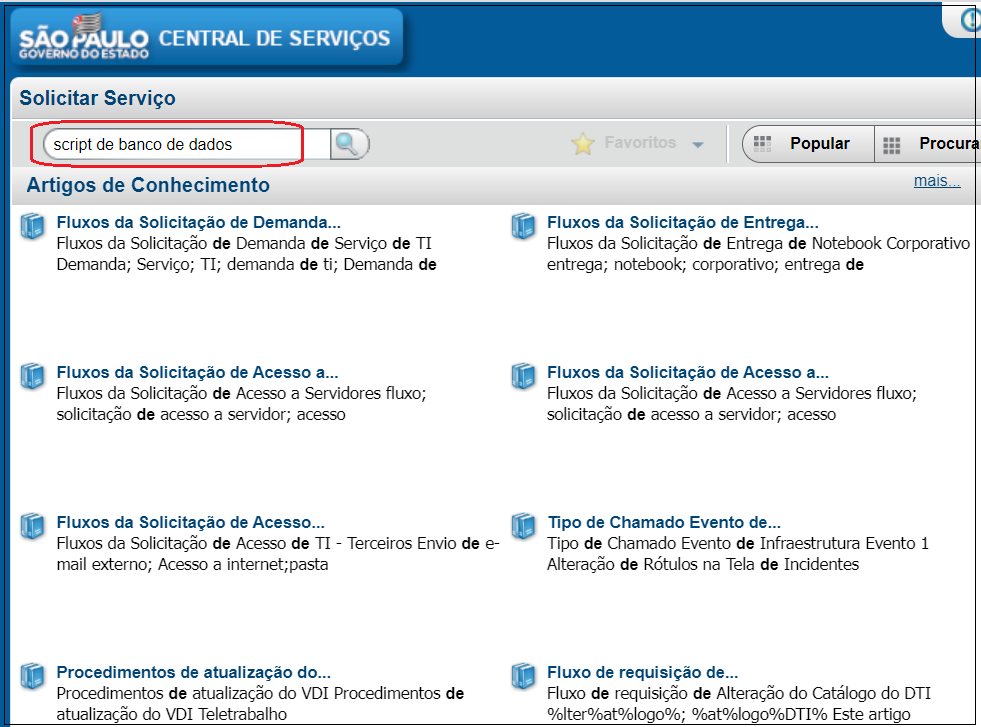 SÃO PAULO
GOVERNO DO ESTADO
CENTRAL DE SERVIÇOS
Solicitar Serviço
script de banco de dados
Favoritos
Popular
Procura
Artigos de Conhecimento
mais...
Fluxos da Solicitação de Demanda...
Fluxos da Solicitação de Demanda de Serviço de TI
Demanda; Serviço; TI; demanda de ti; Demanda de
Fluxos da Solicitação de Entrega...
Fluxos da Solicitação de Entrega de Notebook Corporativo
entrega; notebook; corporativo; entrega de
Fluxos da Solicitação de Acesso a...
Fluxos da Solicitação de Acesso a Servidores fluxo;
solicitação de acesso a servidor; acesso
Fluxos da Solicitação de Acesso a...
Fluxos da Solicitação de Acesso a Servidores fluxo;
solicitação de acesso a servidor; acesso
Fluxos da Solicitação de Acesso...
Fluxos da Solicitação de Acesso de TI - Terceiros Envio de e-
mail externo; Acesso a internet;pasta
Tipo de Chamado Evento de...
Tipo de Chamado Evento de Infraestrutura Evento 1
Alteração de Rótulos na Tela de Incidentes
Procedimentos de atualização do...
Procedimentos de atualização do VDI Procedimentos de
atualização do VDI Teletrabalho
Fluxo de requisição de...
Fluxo de requisição de Alteração do Catálogo do DTI
%lter%at%logo%; %at%logo%DTI% Este artigo